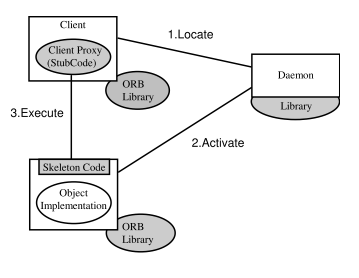 Client
Client Proxy
(StubCode)
1.Locate
Daemon
ORB
Library
Library
3.Execute
2.Activate
Skeleton Code
Object
Implementation
ORB
Library